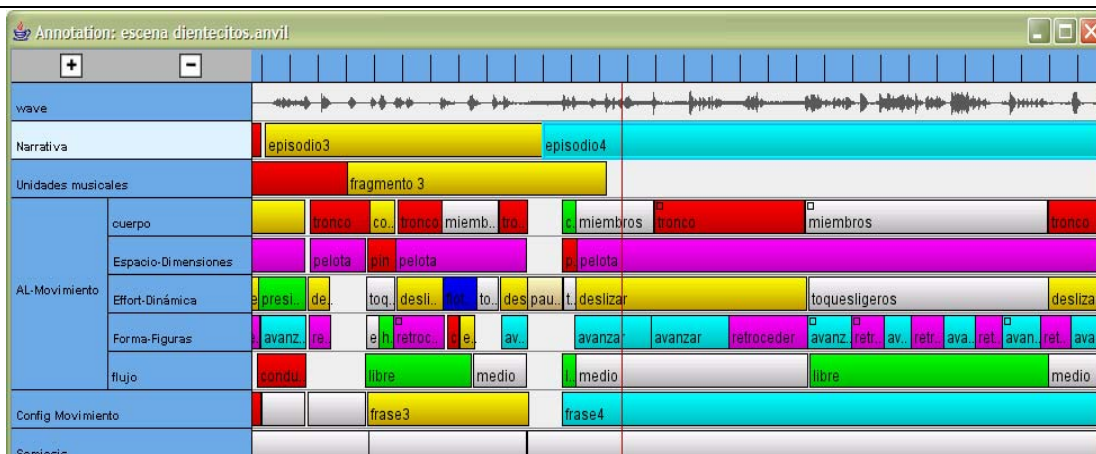 Annotation: escena dientecitos.anvil
+ -
wave
Narrativa episodio3 episodio4
Unidades musicales fragmento 3
AL-Movimiento
cuerpo tronco co.. tronco miemb.. tro.. c.. miembros tronco miembros tronco
Espacio-Dimensiones pelota pin.. pelota p.. pelota
Effort-Dinámica presi.. de.. toq.. desli.. flot.. to.. des pau.. t.. deslizar toquesligeros desliza
Forma-Figuras avanz.. re.. e h.. retroc.. c e.. av.. avanzar avanzar retroceder avanz.. retr.. av.. retr.. ava.. ret.. avan.. ret.. ava
flujo condu.. libre medio l.. medio libre medio
Config Movimiento frase3 frase4